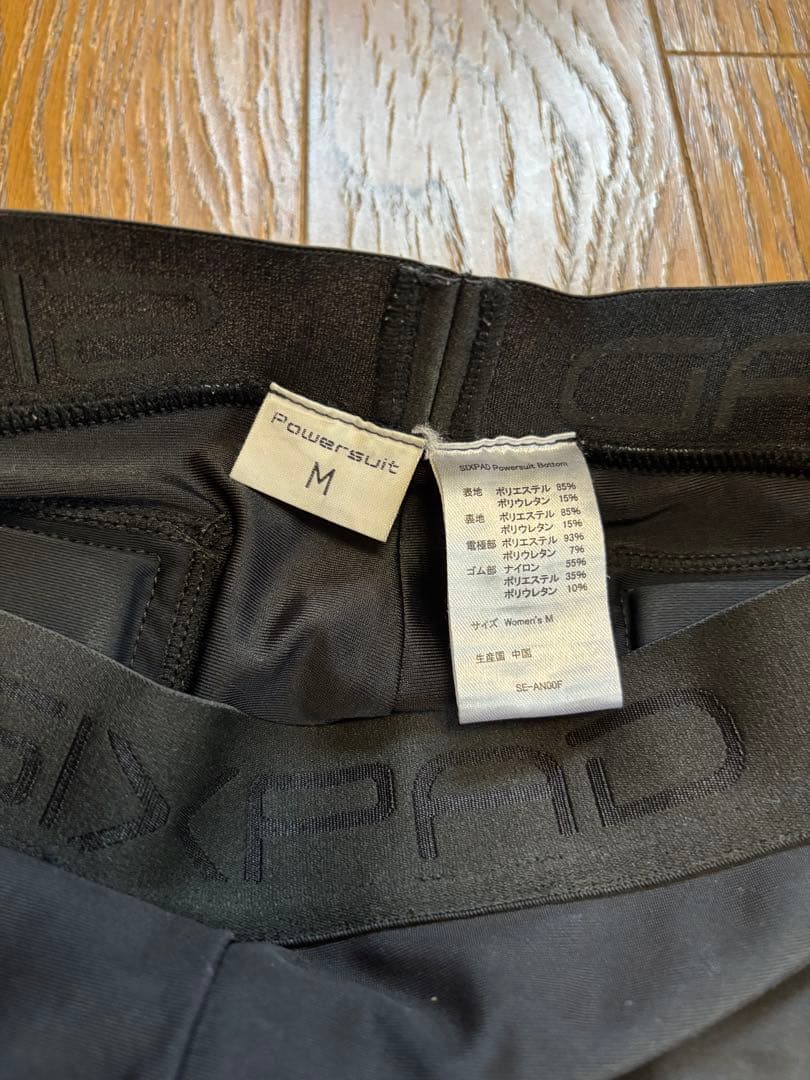 Powersuit
M
SIXPAD Powersuit Bottom
表地 ポリエステル 85%
ポリウレタン 15%
裏地 ポリエステル 85%
ポリウレタン 15%
電極部 ポリエステル 93%
ポリウレタン 7%
ゴム部 ナイロン 55%
ポリエステル 35%
ポリウレタン 10%
サイズ Women's M
生産国 中国
SE-AN00F
SIXPAD